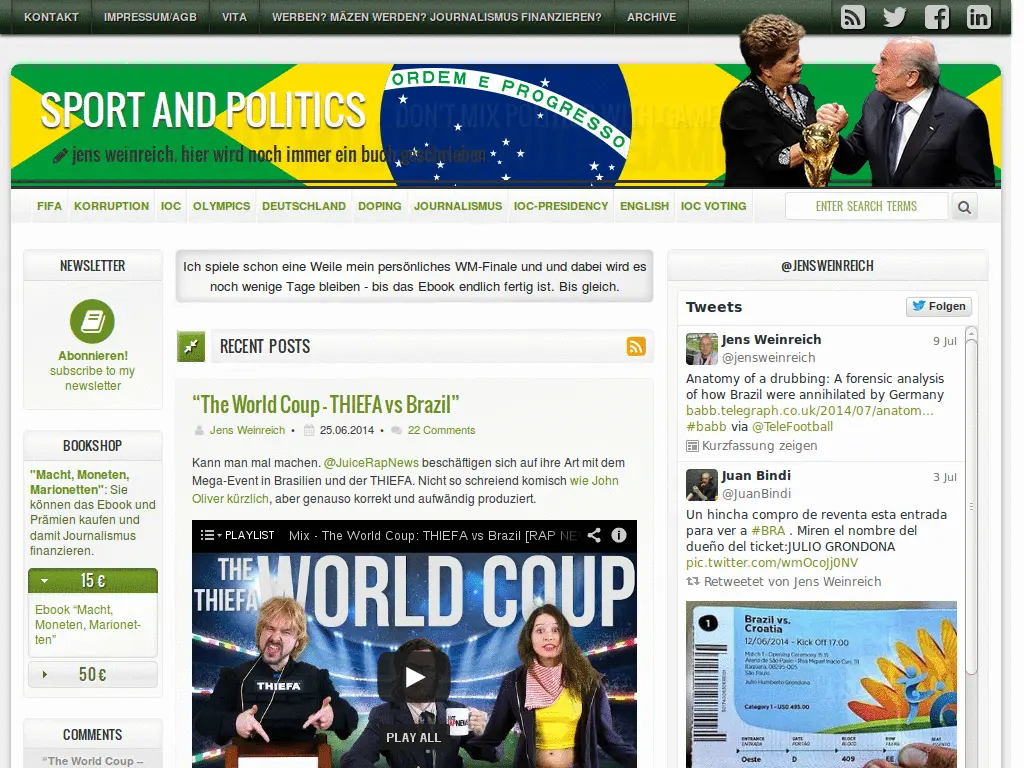 KONTAKT
IMPRESSUM/AGB
VITA
WERBEN? MÄZEN WERDEN? JOURNALISMUS FINANZIEREN?
ARCHIVE
ORDEM E PROGRESSO
SPORT AND POLITICS
jens weinreich. hier wird noch immer ein buch geschrieben
FIFA
KORRUPTION
IOC
OLYMPICS
DEUTSCHLAND
DOPING
JOURNALISMUS
IOC-PRESIDENCY
ENGLISH
IOC VOTING
ENTER SEARCH TERMS
NEWSLETTER
Abonnieren!
subscribe to my
newsletter
BOOKSHOP
"Macht, Moneten,
Marionetten": Sie
können das Ebook und
Prämien kaufen und
damit Journalismus
finanzieren.
15 €
Ebook “Macht,
Moneten, Marionet-
ten”
50 €
COMMENTS
“The World Coup –
Ich spiele schon eine Weile mein persönliches WM-Finale und und dabei wird es
noch wenige Tage bleiben - bis das Ebook endlich fertig ist. Bis gleich.
RECENT POSTS
“The World Coup - THIEFA vs Brazil”
Jens Weinreich • 25.06.2014 • 22 Comments
Kann man mal machen. @JuiceRapNews beschäftigen sich auf ihre Art mit dem
Mega-Event in Brasilien und der THIEFA. Nicht so schreiend komisch wie John
Oliver kürzlich, aber genauso korrekt und aufwändig produziert.
PLAYLIST Mix - The World Coup: THIEFA vs Brazil [RAP NE
THE
THIEFA
WORLD COUP
THIEFA
PLAY ALL
@JENSWEINREICH
Tweets
Folgen
Jens Weinreich 9 Jul
@jensweinreich
Anatomy of a drubbing: A forensic analysis
of how Brazil were annihilated by Germany
babb.telegraph.co.uk/2014/07/anatom…
#babb via @TeleFootball
Kurzfassung zeigen
Juan Bindi 3 Jul
@JuanBindi
Un hincha compro de reventa esta entrada
para ver a #BRA . Miren el nombre del
dueño del ticket:JULIO GRONDONA
pic.twitter.com/wmOcoJj0NV
Retweetet von Jens Weinreich
1
Brazil vs.
Croatia
12/06/2014 - Kick Off 17:00
Match 1 - Opening Ceremony 15:15
São Paulo
Julio Humberto Grondona
Category 1 - USD 495.00
Oeste
D
409
EE